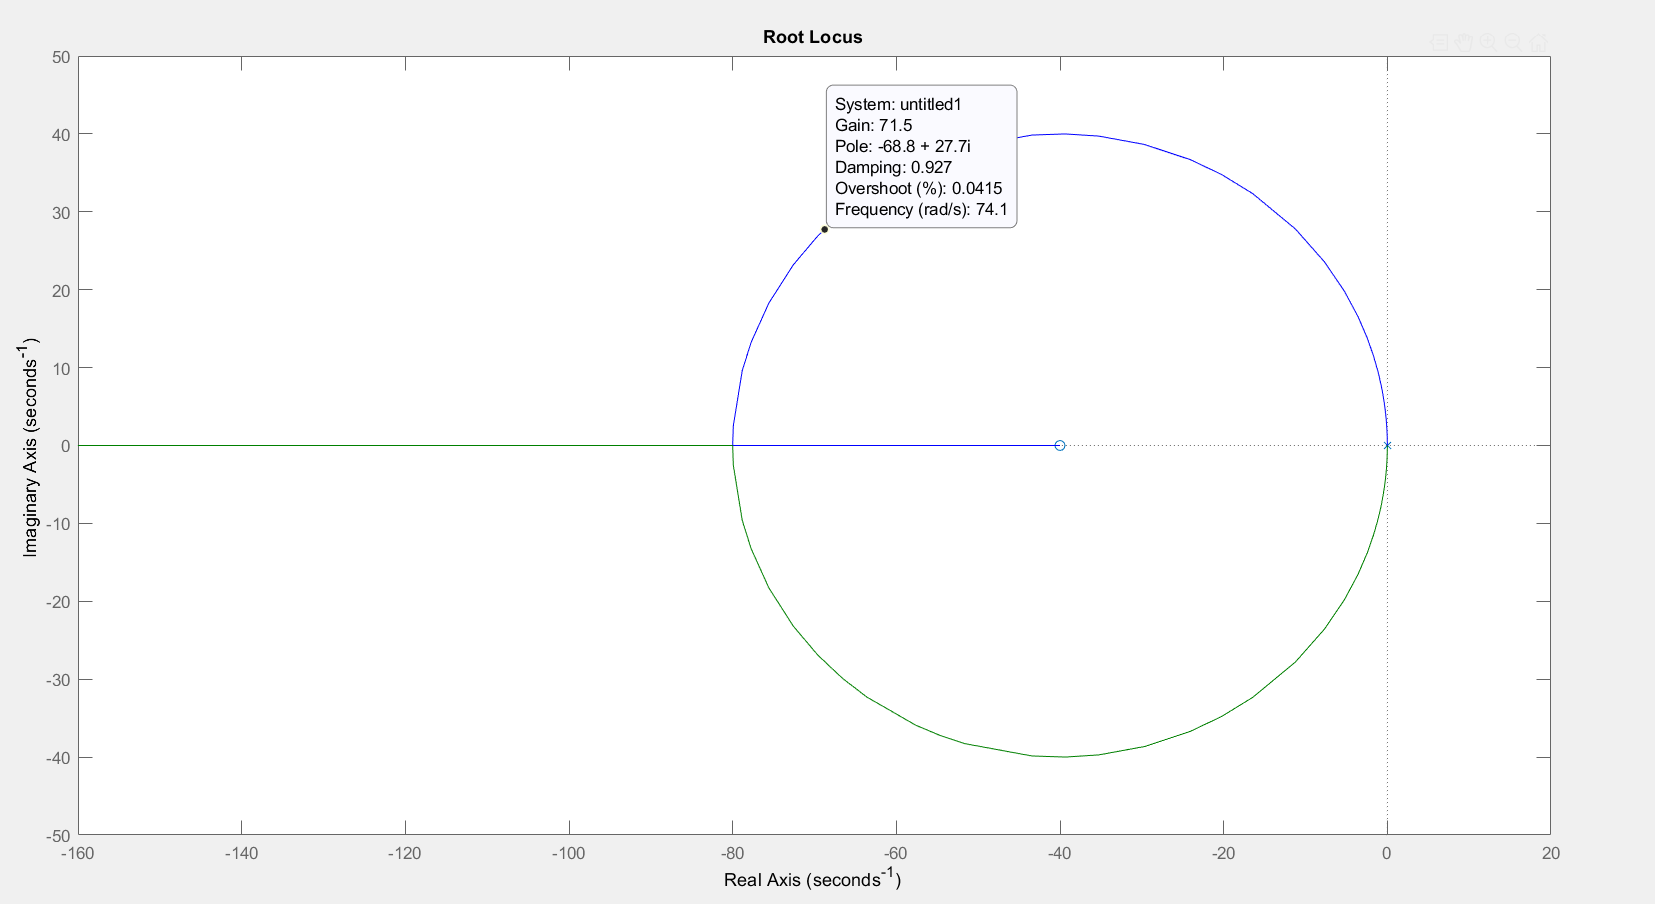 Root Locus
System: untitled1
Gain: 71.5
Pole: -68.8 + 27.7i
Damping: 0.927
Overshoot (%): 0.0415
Frequency (rad/s): 74.1
50
40
30
20
10
0
-10
-20
-30
-40
-50
Imaginary Axis (seconds⁻¹)
-160 -140 -120 -100 -80 -60 -40 -20 0 20
Real Axis (seconds⁻¹)